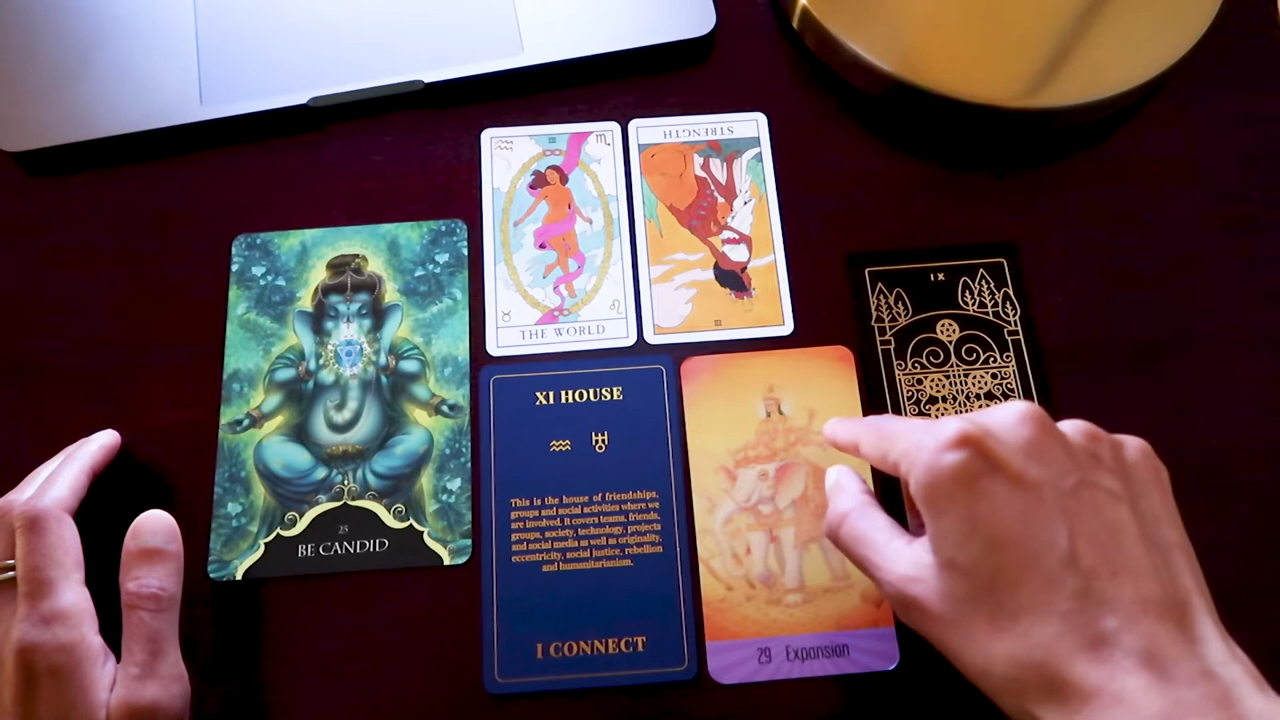 THE WORLD
STRENGTH
IX
25
BE CANDID
XI HOUSE
This is the house of friendships,
groups and social activities where we
are involved. It covers teams, friends,
groups, society, technology, projects
and social media as well as originality,
eccentricity, social justice, rebellion
and humanitarianism.
I CONNECT
29 Expansion